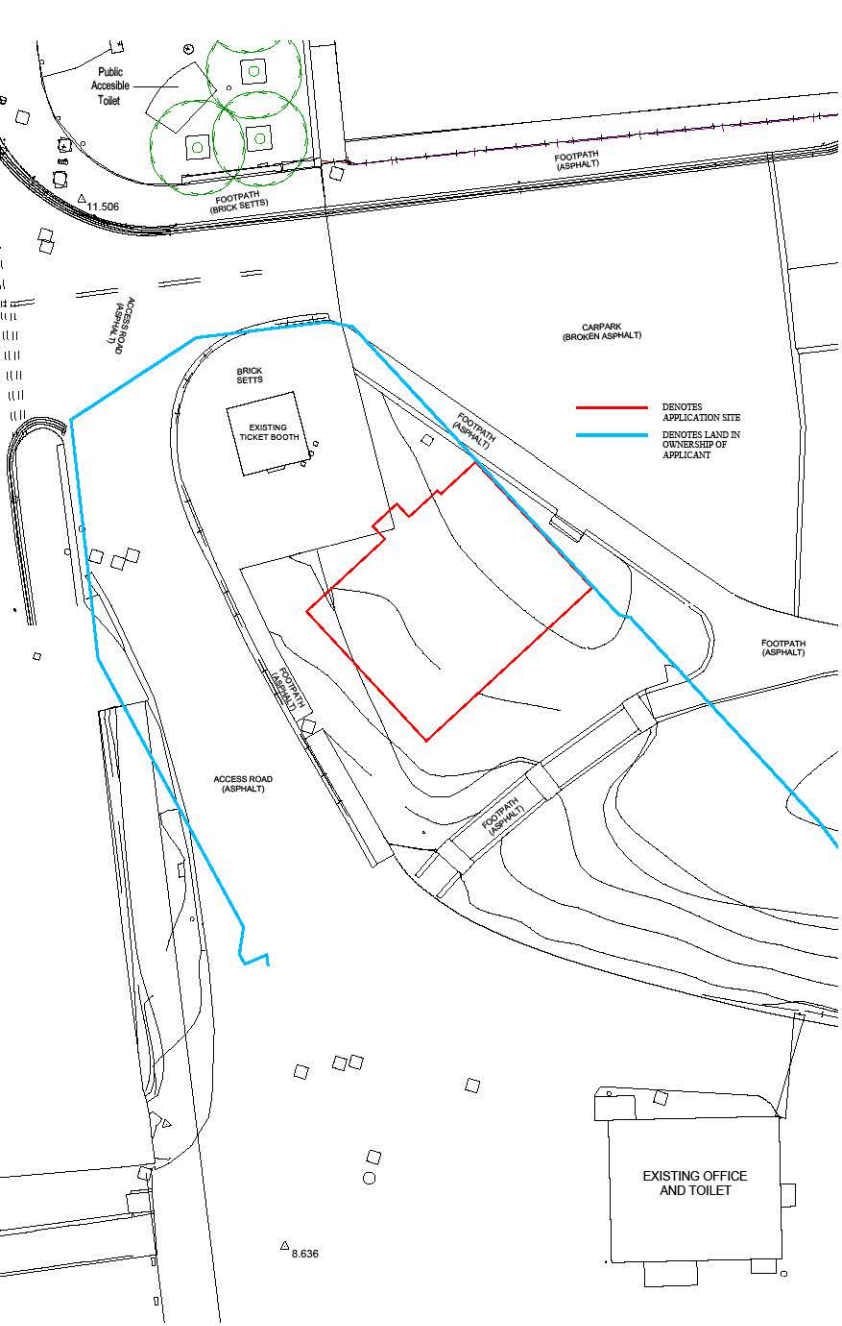 Public
Accesible
Toilet
11.506
FOOTPATH
(BRICK SETTS)
FOOTPATH
(ASPHALT)
ACCESS ROAD
(ASPHALT)
CARPARK
(BROKEN ASPHALT)
BRICK
SETTS
EXISTING
TICKET BOOTH
FOOTPATH
(ASPHALT)
DENOTES
APPLICATION SITE
DENOTES LAND IN
OWNERSHIP OF
APPLICANT
FOOTPATH
(ASPHALT)
FOOTPATH
(ASPHALT)
ACCESS ROAD
(ASPHALT)
FOOTPATH
(ASPHALT)
EXISTING OFFICE
AND TOILET
8.636